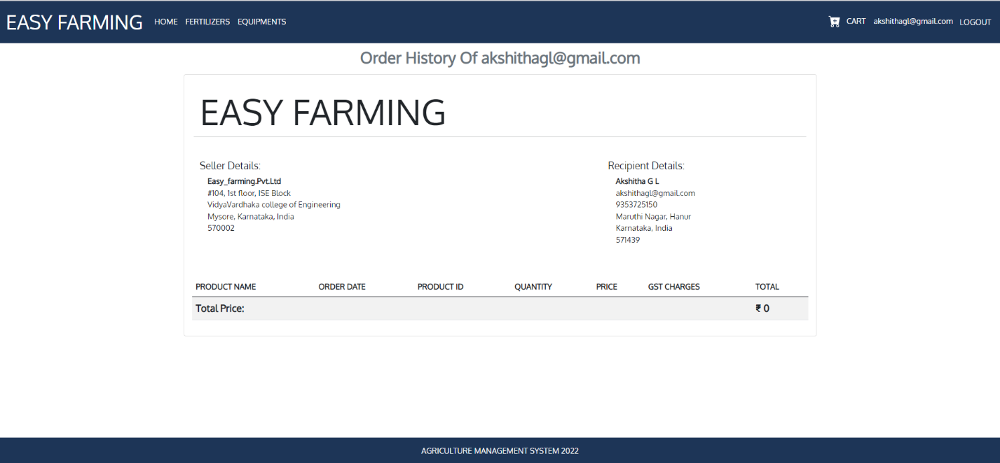 EASY FARMING HOME FERTILIZERS EQUIPMENTS CART akshithagl@gmail.com LOGOUT
Order History Of akshithagl@gmail.com
EASY FARMING
Seller Details:
Easy_farming.Pvt.Ltd
#104, 1st floor, ISE Block
VidyaVardhaka college of Engineering
Mysore, Karnataka, India
570002
Recipient Details:
Akshitha G L
akshithagl@gmail.com
9353725150
Maruthi Nagar, Hanur
Karnataka, India
571439
PRODUCT NAME ORDER DATE PRODUCT ID QUANTITY PRICE GST CHARGES TOTAL
Total Price: ₹ 0
AGRICULTURE MANAGEMENT SYSTEM 2022